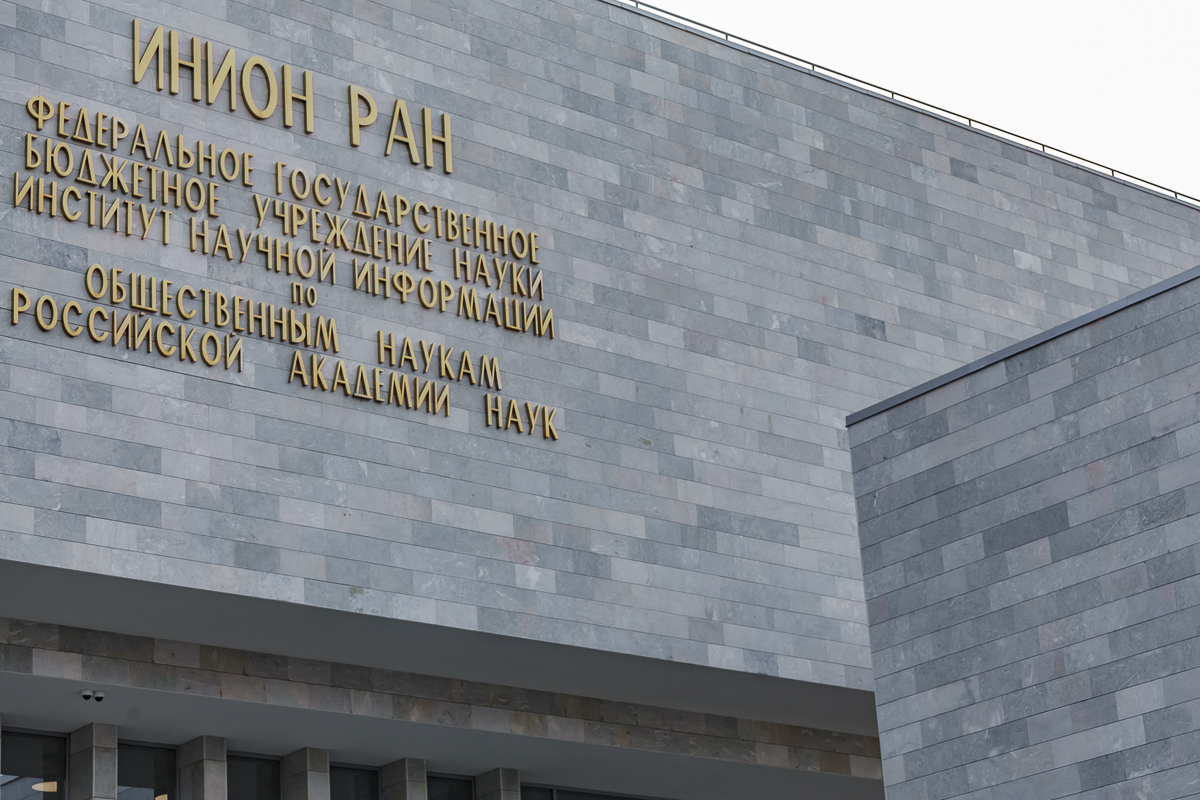 ИНИОН РАН
ФЕДЕРАЛЬНОЕ ГОСУДАРСТВЕННОЕ
БЮДЖЕТНОЕ УЧРЕЖДЕНИЕ НАУКИ
ИНСТИТУТ НАУЧНОЙ ИНФОРМАЦИИ
ПО
ОБЩЕСТВЕННЫМ НАУКАМ
РОССИЙСКОЙ АКАДЕМИИ НАУК